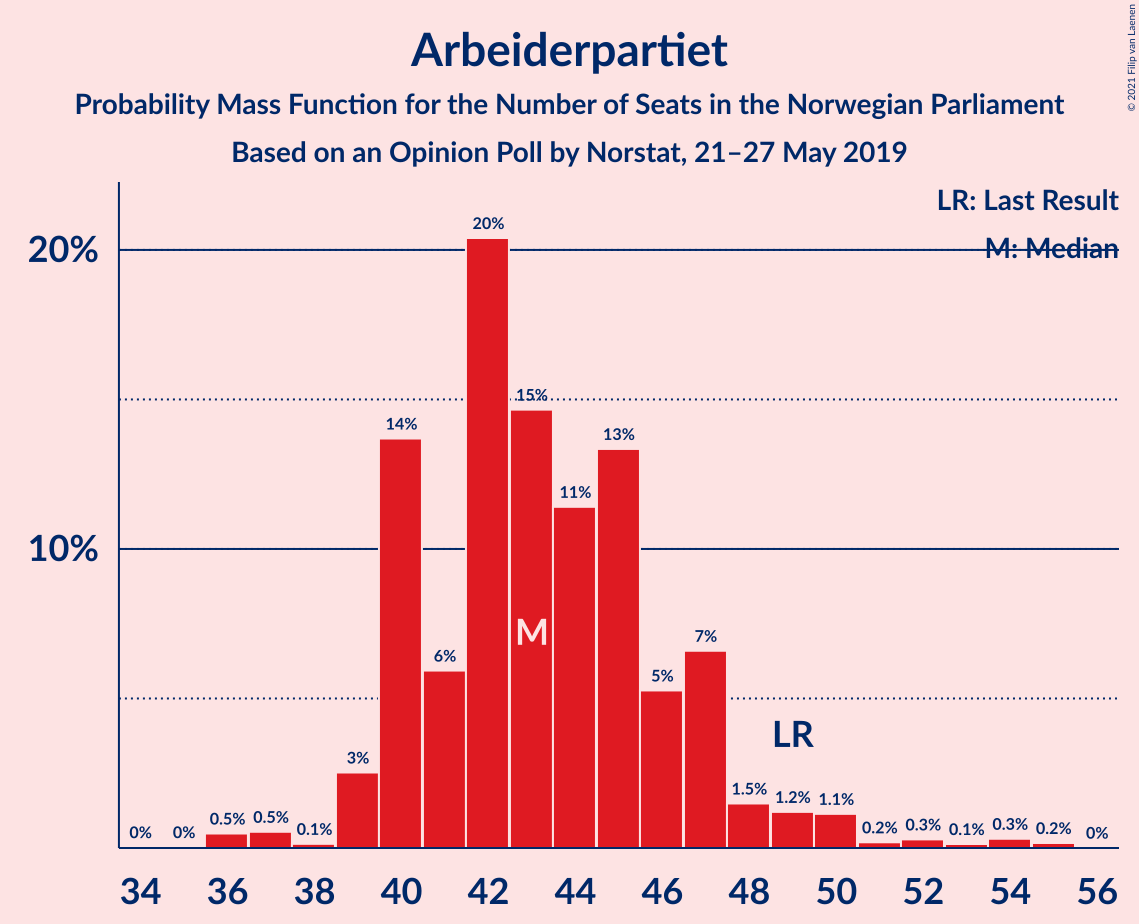 Arbeiderpartiet
Probability Mass Function for the Number of Seats in the Norwegian Parliament
Based on an Opinion Poll by Norstat, 21–27 May 2019
© 2021 Filip van Laenen
LR: Last Result
M: Median
20%
10%
0%
0%
0.5%
0.5%
0.1%
3%
14%
6%
20%
15%
11%
13%
5%
7%
1.5%
1.2%
1.1%
0.2%
0.3%
0.1%
0.3%
0.2%
0%
M
LR
34 36 38 40 42 44 46 48 50 52 54 56